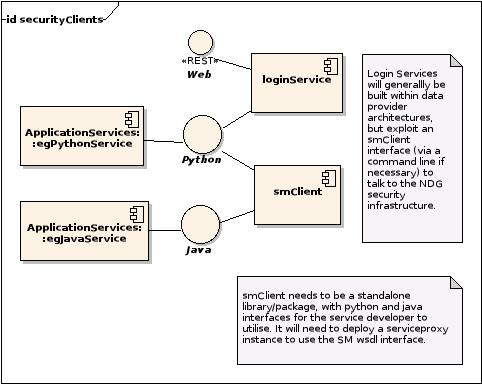 id securityClients
«REST»
Web
loginService
Login Services
will generallly be
built within data
provider
architectures,
but exploit an
smClient
interface (via a
command line if
necessary) to
talk to the NDG
security
infrastructure.
ApplicationServices:
:egPythonService
Python
smClient
ApplicationServices:
:egJavaService
Java
smClient needs to be a standalone
library/package, with python and java
interfaces for the service developer to
utilise. It will need to deploy a serviceproxy
instance to use the SM wsdl interface.